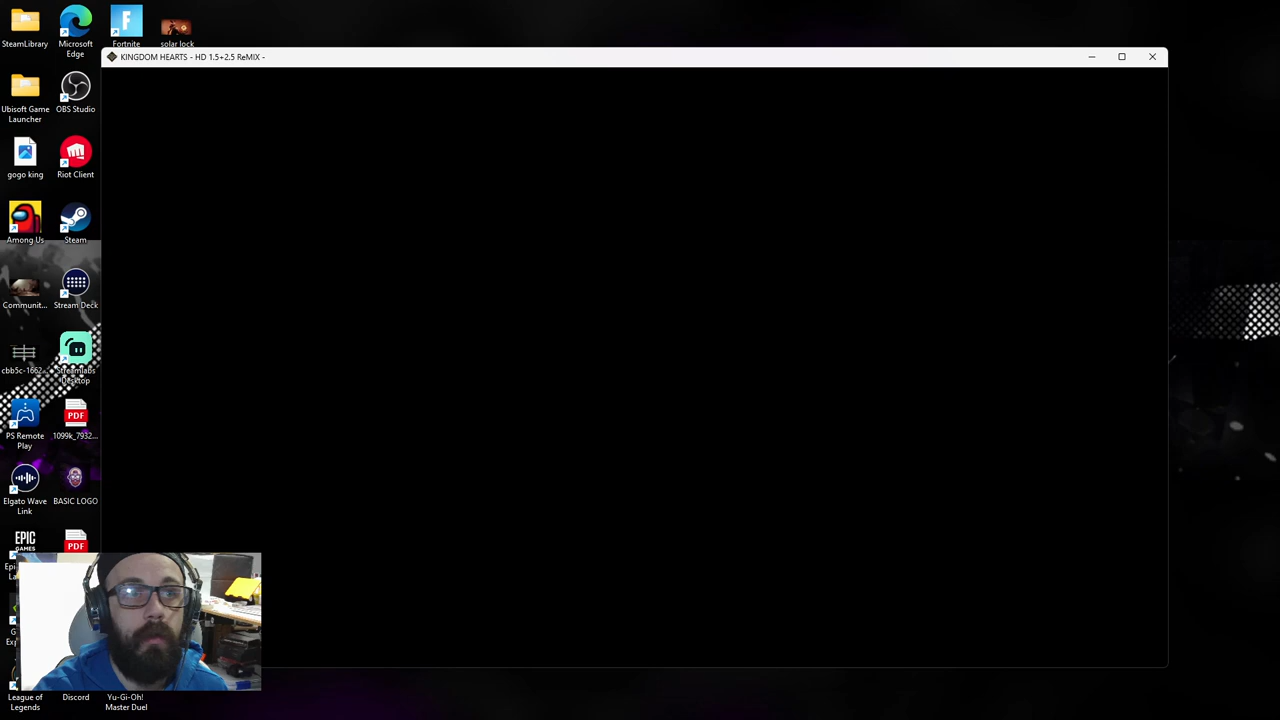 SteamLibrary
Microsoft Edge
Fortnite
solar lock
KINGDOM HEARTS - HD 1.5+2.5 ReMIX -
Ubisoft Game Launcher
OBS Studio
gogo king
Riot Client
Among Us
Steam
Communit...
Stream Deck
cbb5c-1662...
Streamlabs Desktop
PS Remote Play
PDF
1099k_7932...
Elgato Wave Link
BASIC LOGO
EPIC GAMES
PDF
League of Legends
Discord
Yu-Gi-Oh! Master Duel